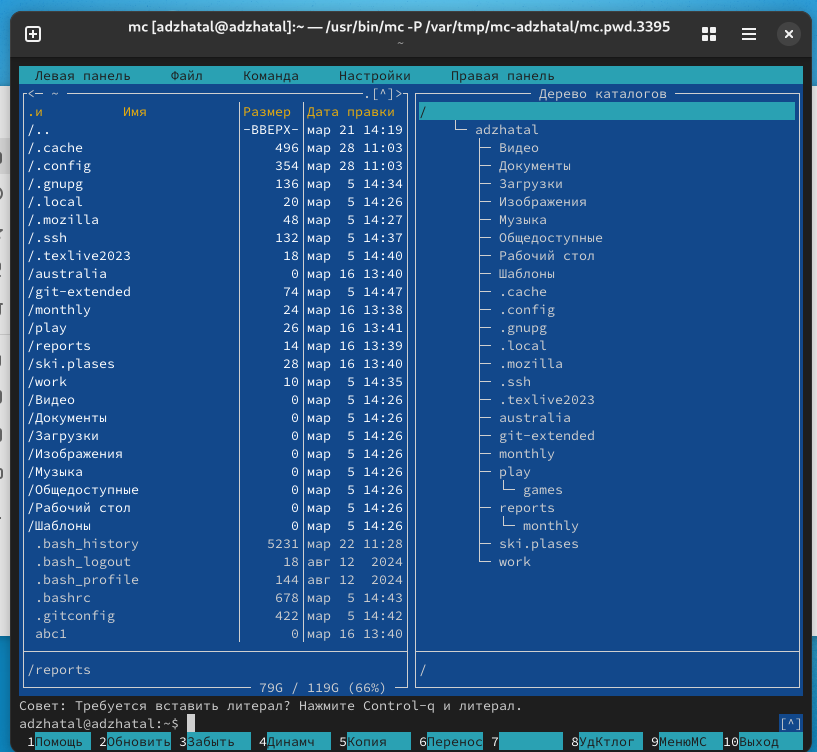 mc [adzhatal@adzhatal]:~ — /usr/bin/mc -P /var/tmp/mc-adzhatal/mc.pwd.3395
~
Левая панель Файл Команда Настройки Правая панель
<— ~ .[^]>
.и Имя Размер Дата правки
/.. -ВВЕРХ- мар 21 14:19
/.cache 496 мар 28 11:03
/.config 354 мар 28 11:03
/.gnupg 136 мар 5 14:34
/.local 20 мар 5 14:26
/.mozilla 48 мар 5 14:27
/.ssh 132 мар 5 14:37
/.texlive2023 18 мар 5 14:40
/australia 0 мар 16 13:40
/git-extended 74 мар 5 14:47
/monthly 24 мар 16 13:38
/play 26 мар 16 13:41
/reports 14 мар 16 13:39
/ski.plases 28 мар 16 13:40
/work 10 мар 5 14:35
/Видео 0 мар 5 14:26
/Документы 0 мар 5 14:26
/Загрузки 0 мар 5 14:26
/Изображения 0 мар 5 14:26
/Музыка 0 мар 5 14:26
/Общедоступные 0 мар 5 14:26
/Рабочий стол 0 мар 5 14:26
/Шаблоны 0 мар 5 14:26
.bash_history 5231 мар 22 11:28
.bash_logout 18 авг 12 2024
.bash_profile 144 авг 12 2024
.bashrc 678 мар 5 14:43
.gitconfig 422 мар 5 14:42
abc1 0 мар 16 13:40
/reports
79G / 119G (66%)
Дерево каталогов
/
adzhatal
Видео
Документы
Загрузки
Изображения
Музыка
Общедоступные
Рабочий стол
Шаблоны
.cache
.config
.gnupg
.local
.mozilla
.ssh
.texlive2023
australia
git-extended
monthly
play
games
reports
monthly
ski.plases
work
/
Совет: Требуется вставить литерал? Нажмите Control-q и литерал.
adzhatal@adzhatal:~$ [^]
1Помощь 2Обновить 3Забыть 4Динамч 5Копия 6Перенос 7 8УдКтлог 9МенюМС 10Выход